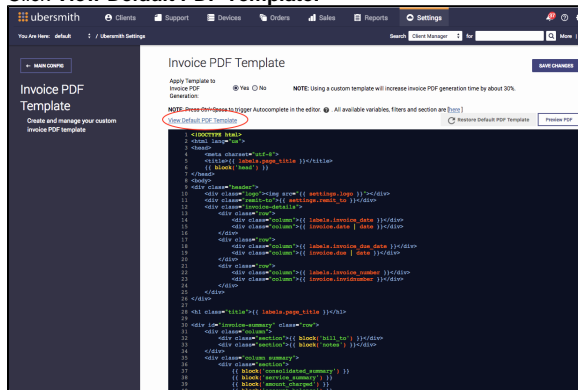 Click View Default PDF Template.
ubersmith
Clients
Support
Devices
Orders
Sales
Reports
Settings
You Are Here: default / Ubersmith Settings
Search Client Manager for
More
← MAIN CONFIG
Invoice PDF Template
Create and manage your custom invoice PDF template
Invoice PDF Template
SAVE CHANGES
Apply Template to Invoice PDF Generation:
Yes No
NOTE: Using a custom template will increase invoice PDF generation time by about 30%.
NOTE: Press Ctrl+Space to trigger Autocomplete in the editor. All available variables, filters and section are [here]
View Default PDF Template
Restore Default PDF Template
Preview PDF
1 <!DOCTYPE html>
2 <html lang="us">
3 <head>
4 <meta charset="utf-8">
5 <title>{{ labels.page_title }}</title>
6 {{ block('head') }}
7 </head>
8 <body>
9 <div class="header">
10 <div class="logo"><img src="{{ settings.logo }}"></div>
11 <div class="remit-to">{{ settings.remit_to }}</div>
12 <div class="invoice-details">
13 <div class="row">
14 <div class="column">{{ labels.invoice_date }}</div>
15 <div class="column">{{ invoice.date | date }}</div>
16 </div>
17 <div class="row">
18 <div class="column">{{ labels.invoice_due_date }}</div>
19 <div class="column">{{ invoice.due | date }}</div>
20 </div>
21 <div class="row">
22 <div class="column">{{ labels.invoice_number }}</div>
23 <div class="column">{{ invoice.invidnumber }}</div>
24 </div>
25 </div>
26 </div>
27
28 <h1 class="title">{{ labels.page_title }}</h1>
29
30 <div id="invoice-summary" class="row">
31 <div class="column">
32 <div class="section">{{ block('bill_to') }}</div>
33 <div class="section">{{ block('notes') }}</div>
34 </div>
35 <div class="column summary">
36 <div class="section">
37 {{ block('consolidated_summary') }}
38 {{ block('service_summary') }}
39 {{ block('amount_charged') }}